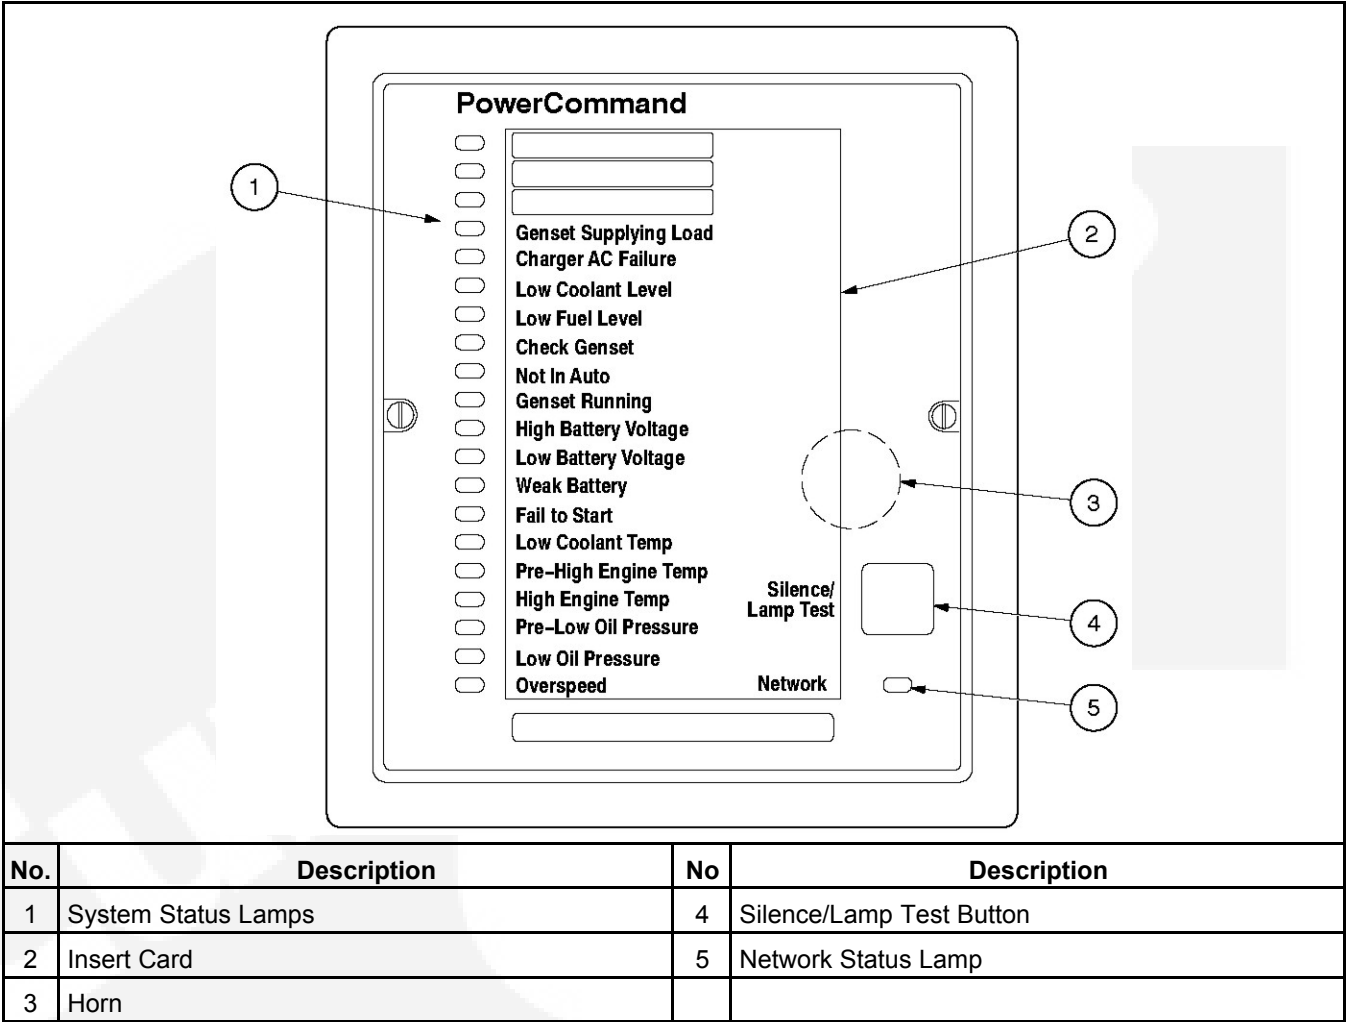 PowerCommand
1
Genset Supplying Load
Charger AC Failure
2
Low Coolant Level
Low Fuel Level
Check Genset
Not In Auto
Genset Running
High Battery Voltage
Low Battery Voltage
Weak Battery
3
Fail to Start
Low Coolant Temp
Pre-High Engine Temp
High Engine Temp
Silence/
Lamp Test
4
Pre-Low Oil Pressure
Low Oil Pressure
Overspeed
Network
5
No. Description No Description
1 System Status Lamps 4 Silence/Lamp Test Button
2 Insert Card 5 Network Status Lamp
3 Horn